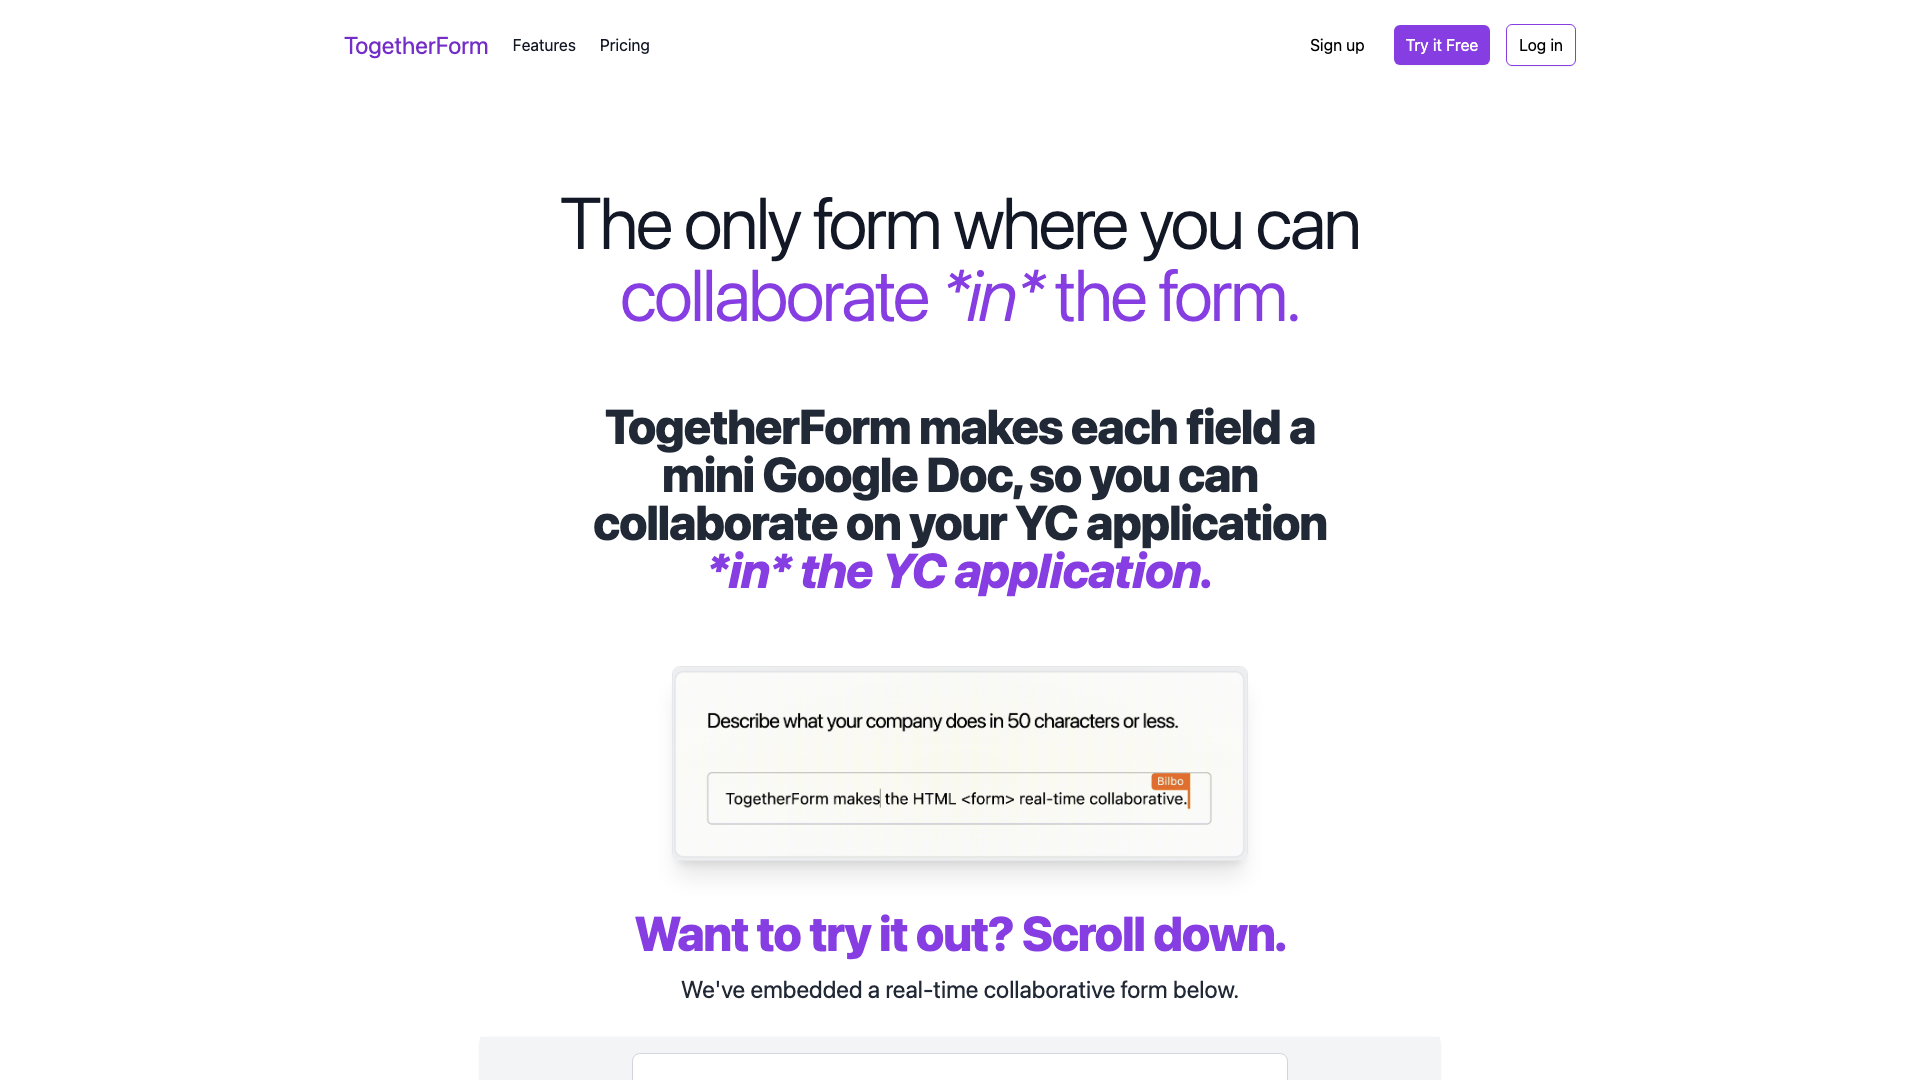 TogetherForm Features Pricing Sign up Try it Free Log in
The only form where you can
collaborate *in* the form.
TogetherForm makes each field a
mini Google Doc, so you can
collaborate on your YC application
*in* the YC application.
Describe what your company does in 50 characters or less.
Bilbo
TogetherForm makes the HTML <form> real-time collaborative.
Want to try it out? Scroll down.
We've embedded a real-time collaborative form below.